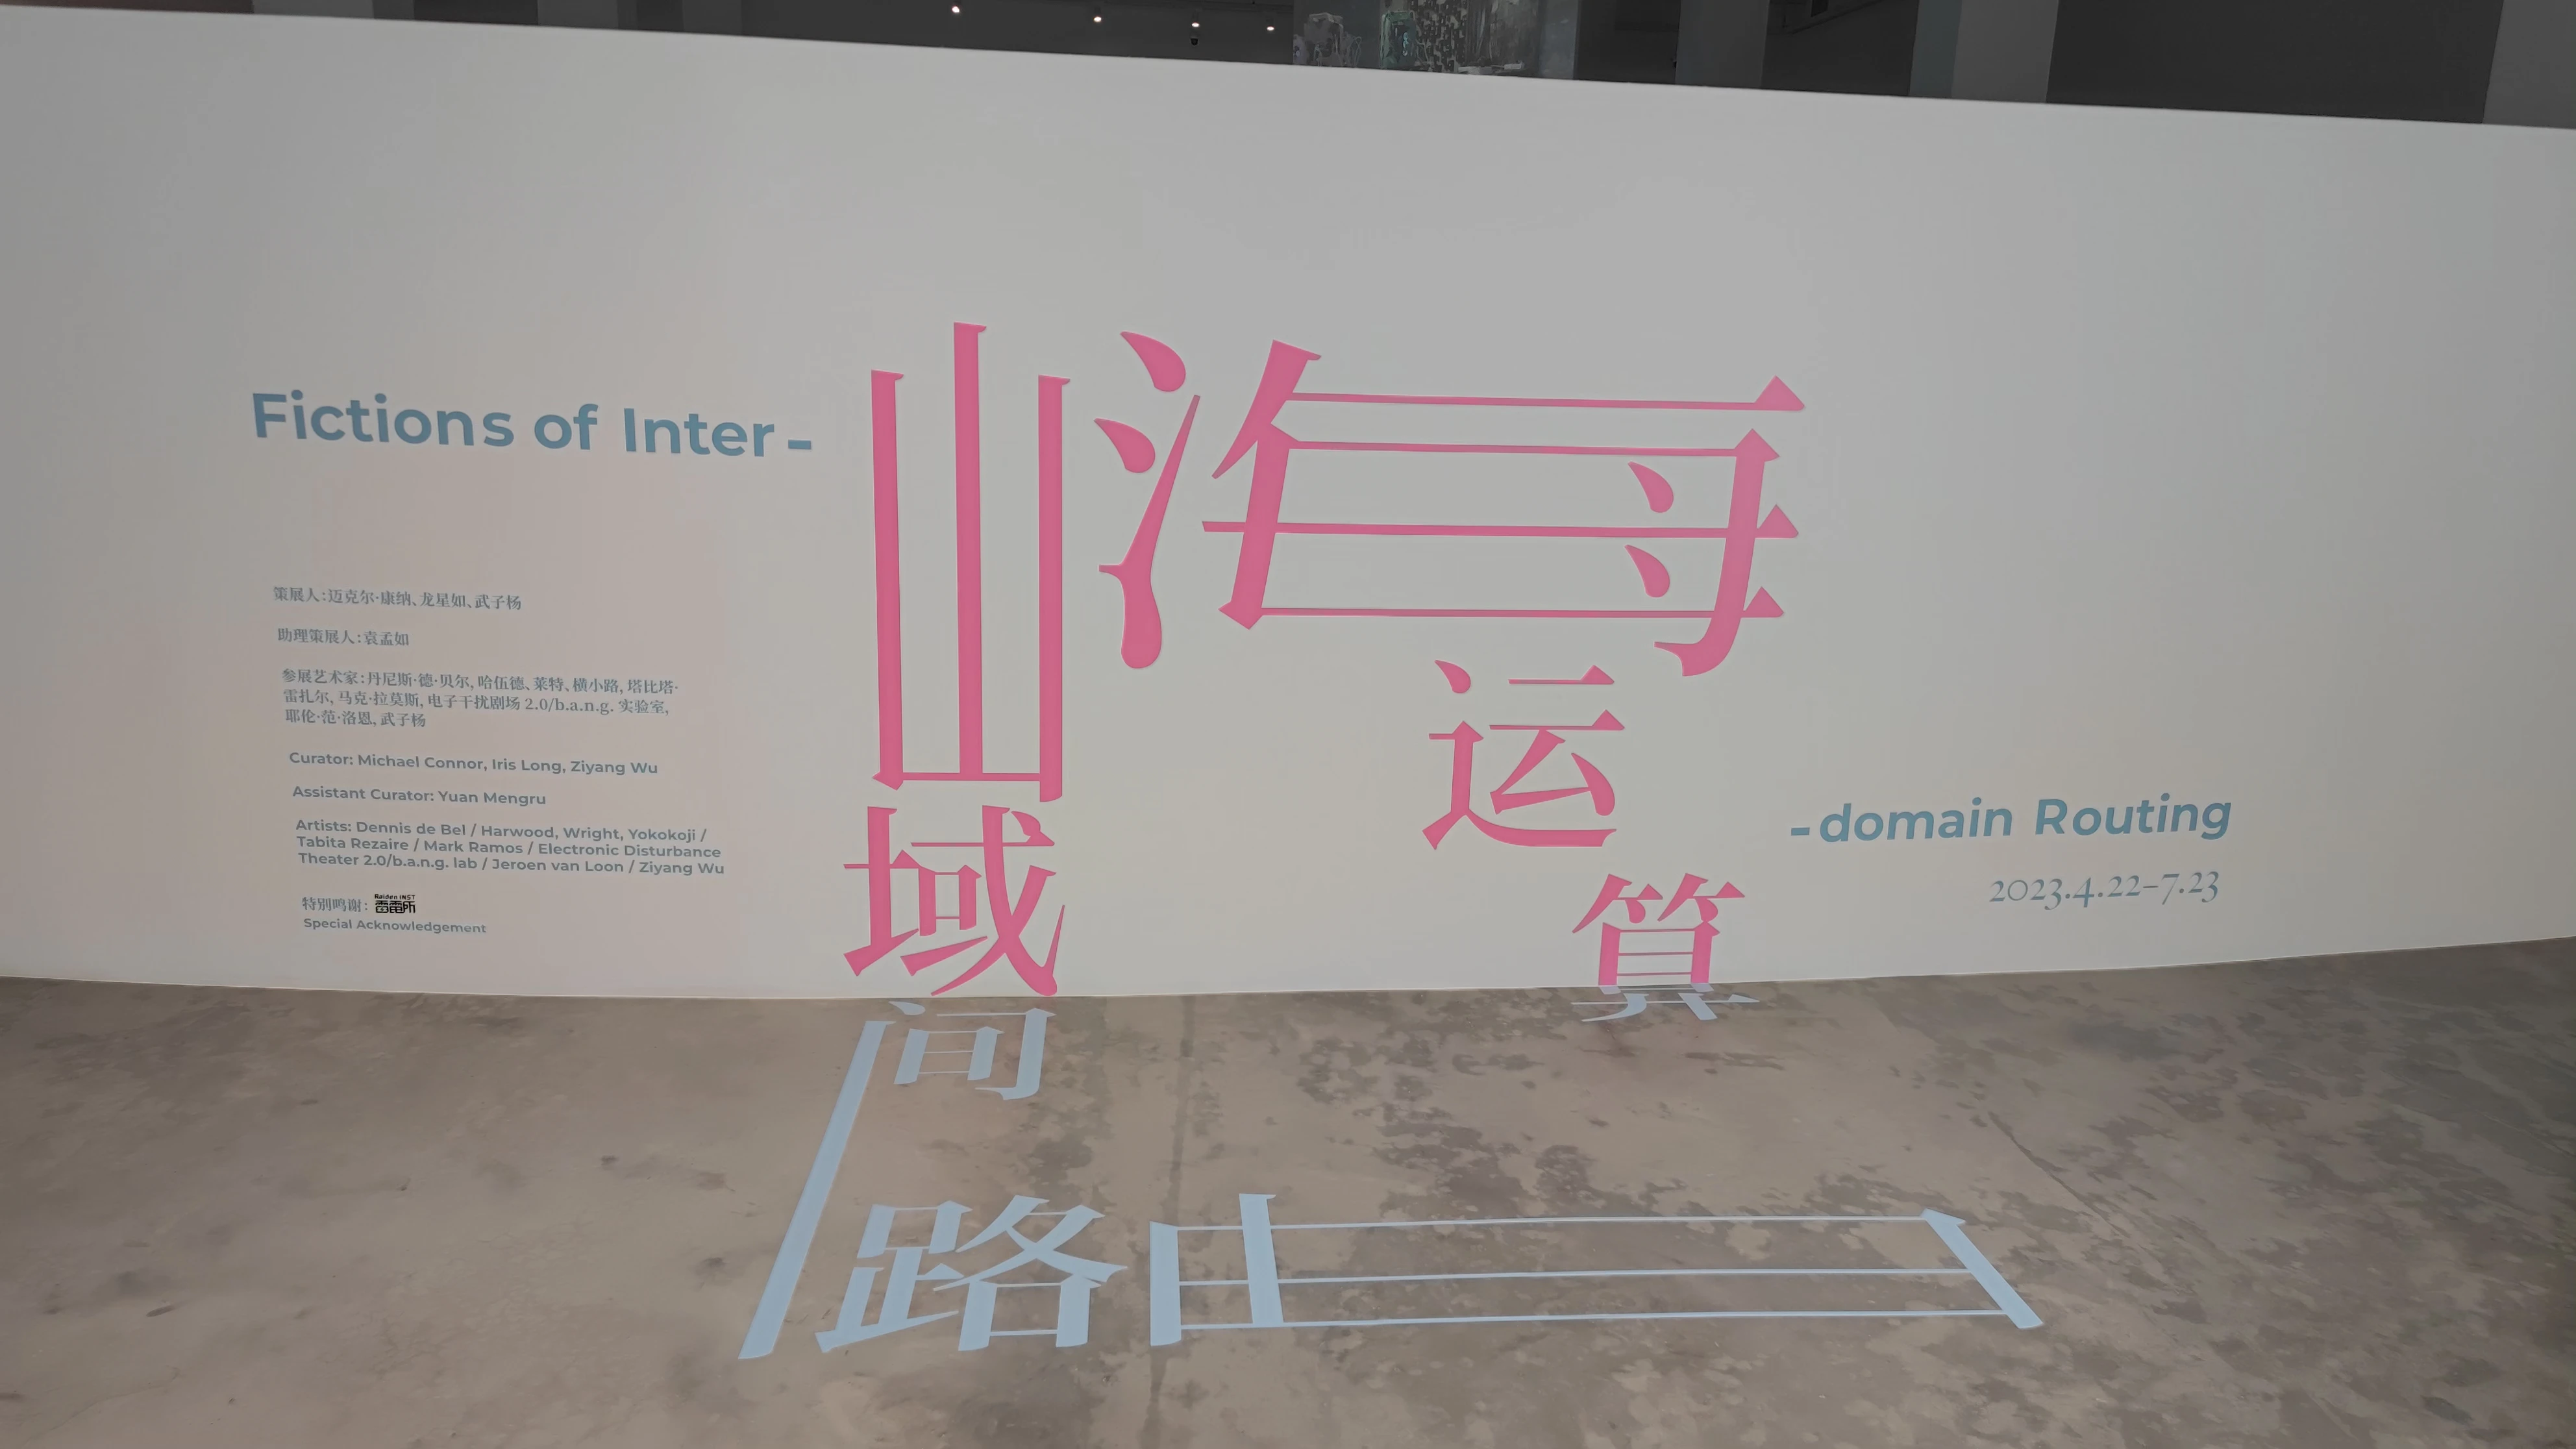 Fictions of Inter-
山海
运
算
域
间
路由
-domain Routing
2023.4.22–7.23
策展人:迈克尔·康纳、龙星如、武子杨
助理策展人:袁孟如
参展艺术家:丹尼斯·德·贝尔, 哈伍德、莱特、横小路, 塔比塔·
雷扎尔, 马克·拉莫斯, 电子干扰剧场 2.0/b.a.n.g. 实验室,
耶伦·范·洛恩, 武子杨
Curator: Michael Connor, Iris Long, Ziyang Wu
Assistant Curator: Yuan Mengru
Artists: Dennis de Bel / Harwood, Wright, Yokokoji /
Tabita Rezaire / Mark Ramos / Electronic Disturbance
Theater 2.0/b.a.n.g. lab / Jeroen van Loon / Ziyang Wu
Raiden INST
特别鸣谢: 雷電所
Special Acknowledgement